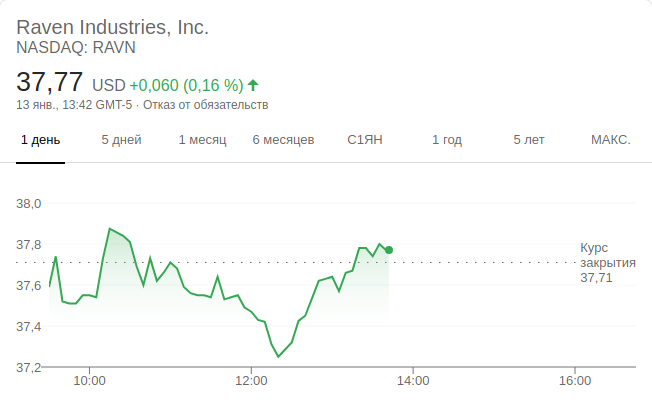 Raven Industries, Inc.
NASDAQ: RAVN
37,77 USD +0,060 (0,16 %)
13 янв., 13:42 GMT-5 · Отказ от обязательств
1 день 5 дней 1 месяц 6 месяцев С1ЯН 1 год 5 лет МАКС.
38,0
37,8
37,6
37,4
37,2
Курс
закрытия
37,71
10:00 12:00 14:00 16:00